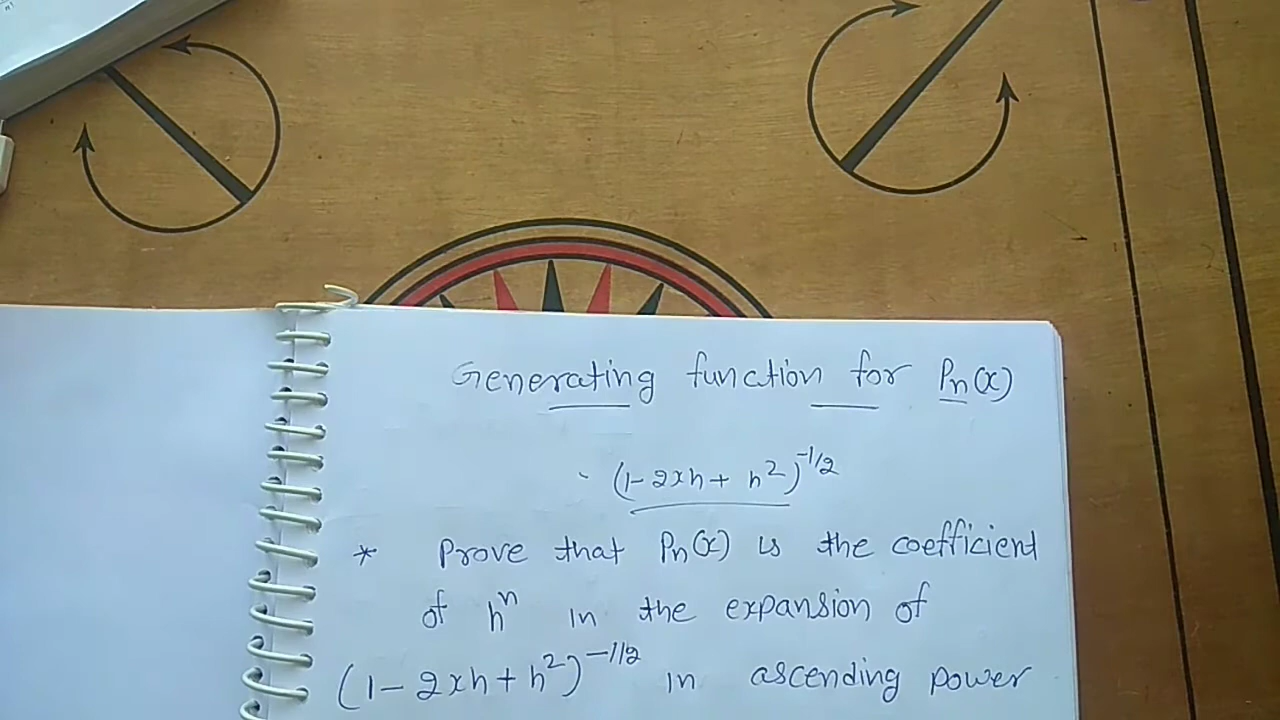 Generating function for Pn(x)
(1-2xh+h²)^-1/2
* Prove that Pn(x) is the coefficient
of hⁿ in the expansion of
(1-2xh+h²)^-1/2 in ascending power